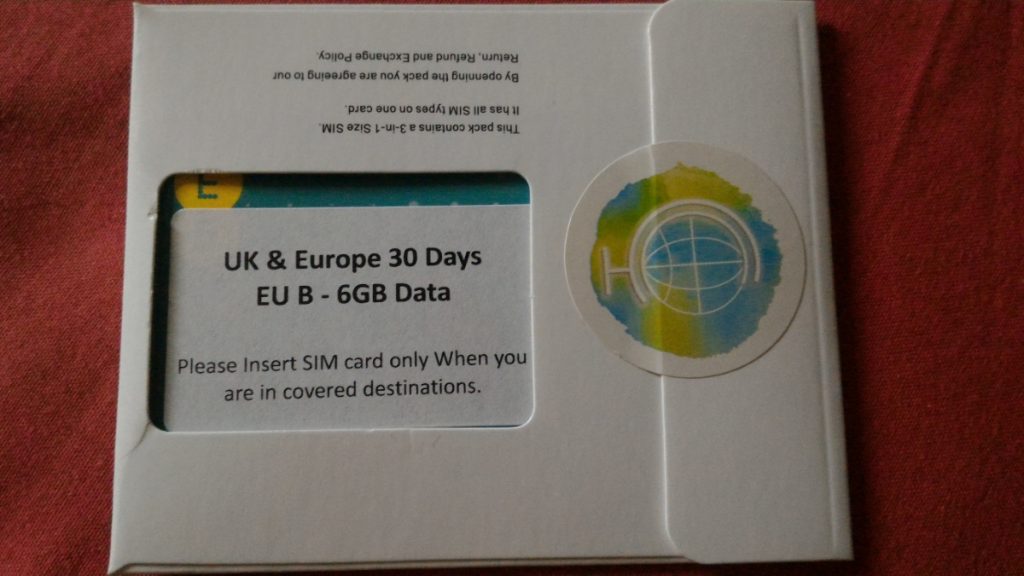 This pack contains a 3-in-1 Size SIM.
It has all SIM types on one card.
By openning the pack you are agreeing to our
Return, Refund and Exchange Policy.
UK & Europe 30 Days
EU B - 6GB Data
Please Insert SIM card only When you
are in covered destinations.